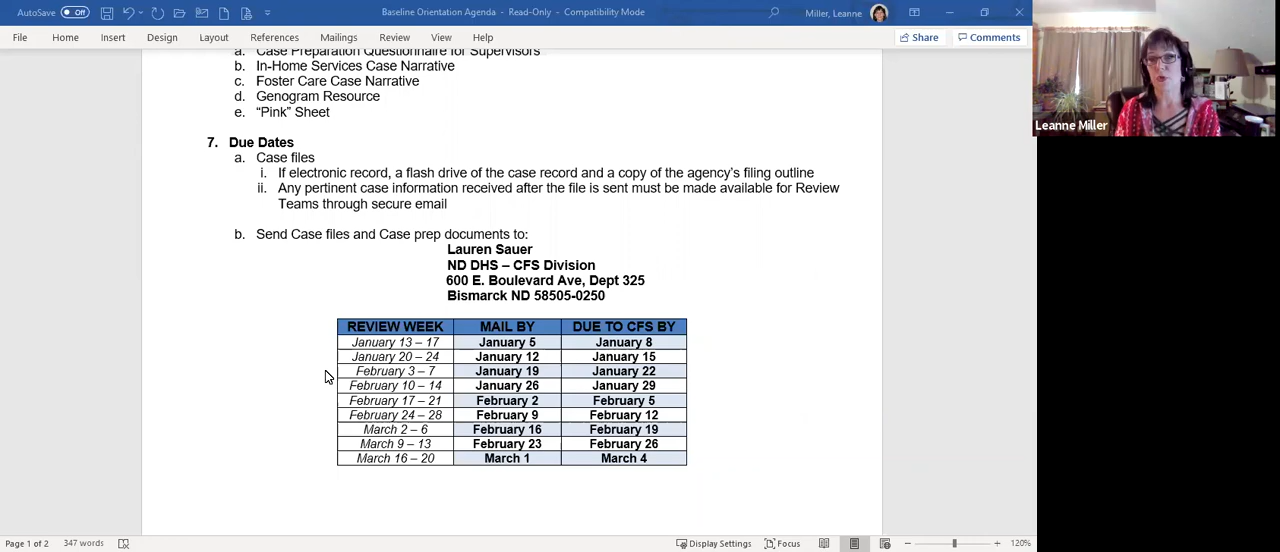 AutoSave Off Baseline Orientation Agenda - Read-Only - Compatibility Mode Miller, Leanne
File Home Insert Design Layout References Mailings Review View Help Share Comments
a. Case Preparation Questionnaire for Supervisors
b. In-Home Services Case Narrative
c. Foster Care Case Narrative
d. Genogram Resource
e. “Pink” Sheet
7. Due Dates
a. Case files
i. If electronic record, a flash drive of the case record and a copy of the agency’s filing outline
ii. Any pertinent case information received after the file is sent must be made available for Review
Teams through secure email
b. Send Case files and Case prep documents to:
Lauren Sauer
ND DHS – CFS Division
600 E. Boulevard Ave, Dept 325
Bismarck ND 58505-0250
REVIEW WEEK MAIL BY DUE TO CFS BY
January 13 – 17 January 5 January 8
January 20 – 24 January 12 January 15
February 3 – 7 January 19 January 22
February 10 – 14 January 26 January 29
February 17 – 21 February 2 February 5
February 24 – 28 February 9 February 12
March 2 – 6 February 16 February 19
March 9 – 13 February 23 February 26
March 16 – 20 March 1 March 4
Page 1 of 2 347 words Display Settings Focus 120%
Leanne Miller